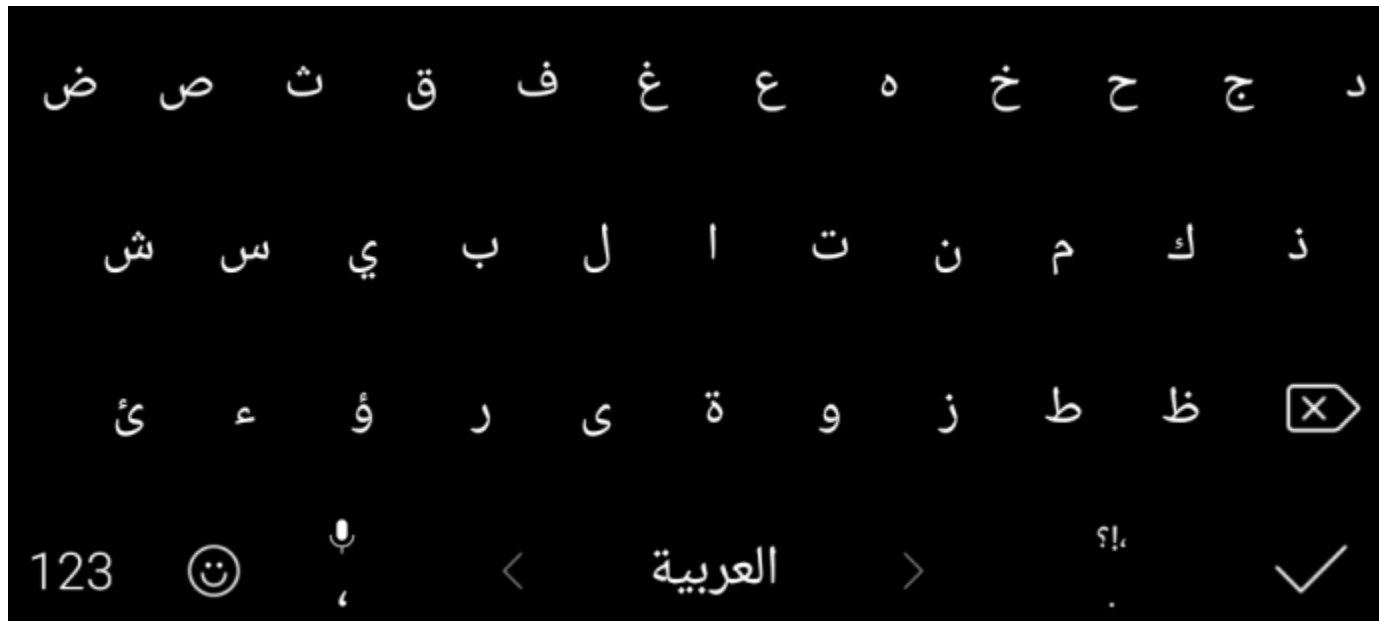 ض ص ث ق ف غ ع ه خ ح ج د
ش س ي ب ل ا ت ن م ك ذ
ئ ء ؤ ر ى ة و ز ط ظ
123 ، < العربية > ،!؟ .